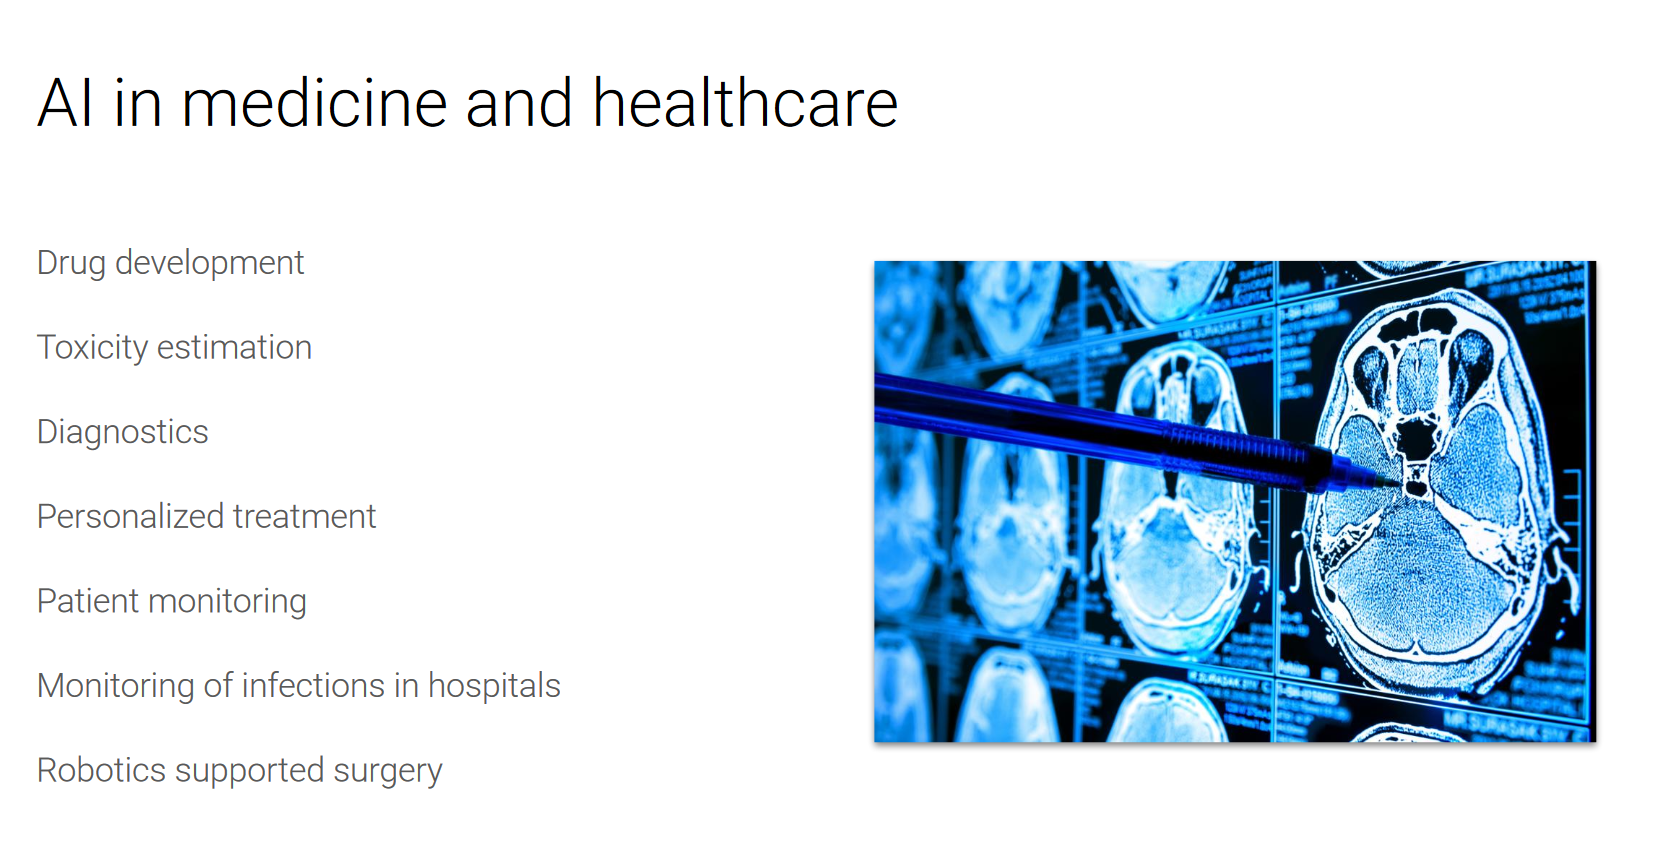 AI in medicine and healthcare
Drug development
Toxicity estimation
Diagnostics
Personalized treatment
Patient monitoring
Monitoring of infections in hospitals
Robotics supported surgery